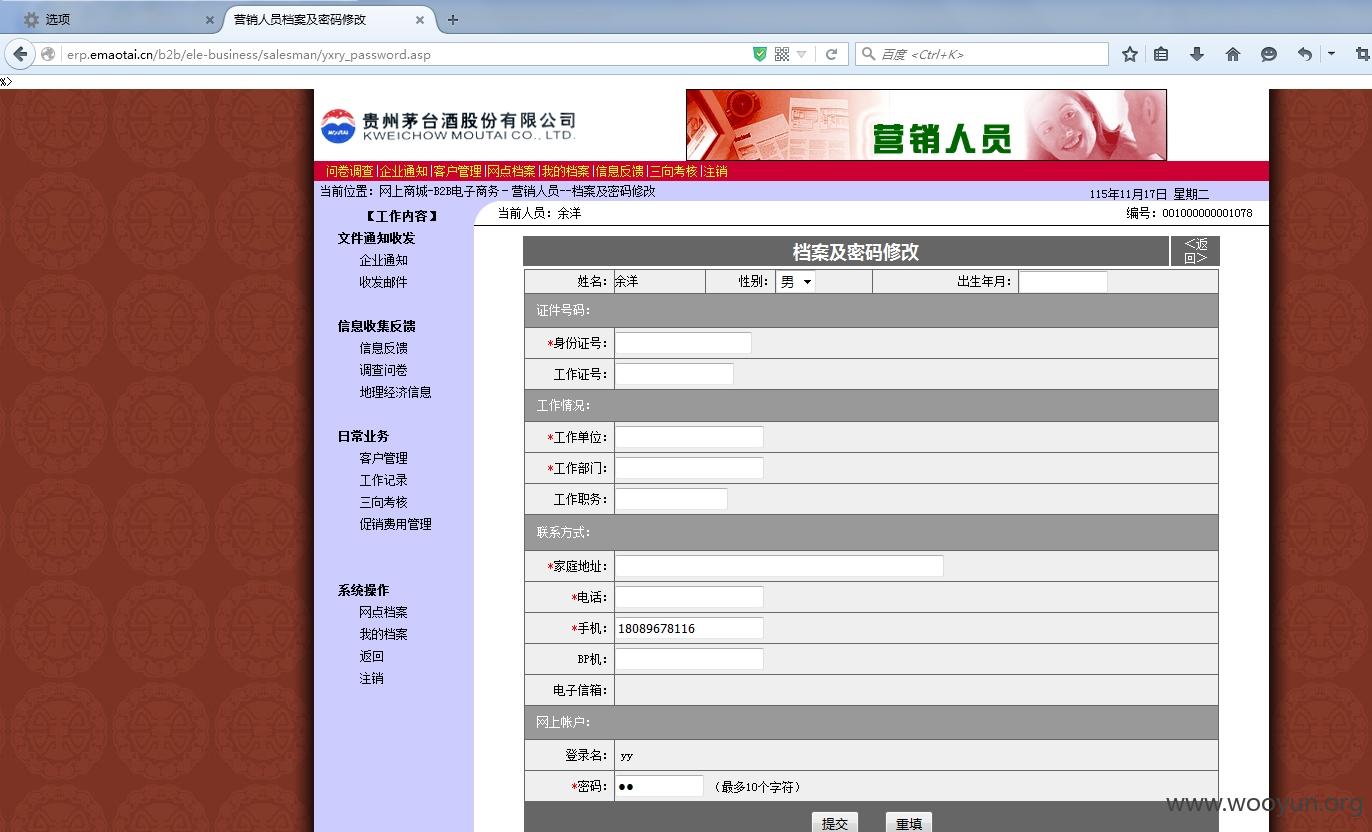 选项
营销人员档案及密码修改
erp.emaotai.cn/b2b/ele-business/salesman/yxry_password.asp
百度 <Ctrl+K>
%>
贵州茅台酒股份有限公司
KWEICHOW MOUTAI CO., LTD.
MOUTAI
营销人员
问卷调查|企业通知|客户管理|网点档案|我的档案|信息反馈|三向考核|注销
当前位置：网上商城-B2B电子商务－营销人员--档案及密码修改
115年11月17日 星期二
【工作内容】
当前人员：余洋
编号：001000000001078
文件通知收发
企业通知
收发邮件
信息收集反馈
信息反馈
调查问卷
地理经济信息
日常业务
客户管理
工作记录
三向考核
促销费用管理
系统操作
网点档案
我的档案
返回
注销
档案及密码修改
<返回>
姓名：余洋 性别：男 出生年月：
证件号码：
*身份证号：
工作证号：
工作情况：
*工作单位：
*工作部门：
工作职务：
联系方式：
*家庭地址：
*电话：
*手机：18089678116
BP机：
电子信箱：
网上帐户：
登录名：yy
*密码：●●（最多10个字符）
提交 重填
www.wooyun.org